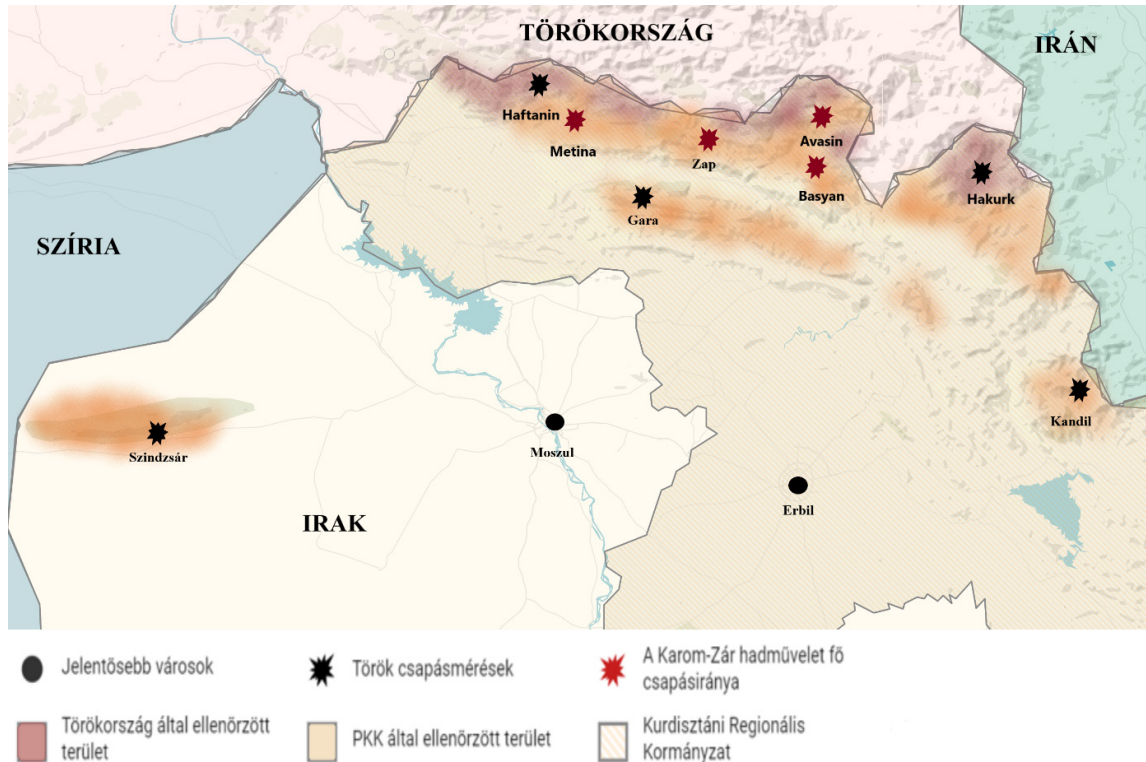 TÖRÖKORSZÁG
IRÁN
Haftanin
Metina
Zap
Avasin
Basyan
Hakurk
Gara
SZÍRIA
Kandil
Szindzsár
Moszul
Erbil
IRAK
Jelentősebb városok
Török csapásmérések
A Karom-Zár hadművelet fő
csapásiránya
Törökország által ellenőrzött
terület
PKK által ellenőrzött terület
Kurdisztáni Regionális
Kormányzat